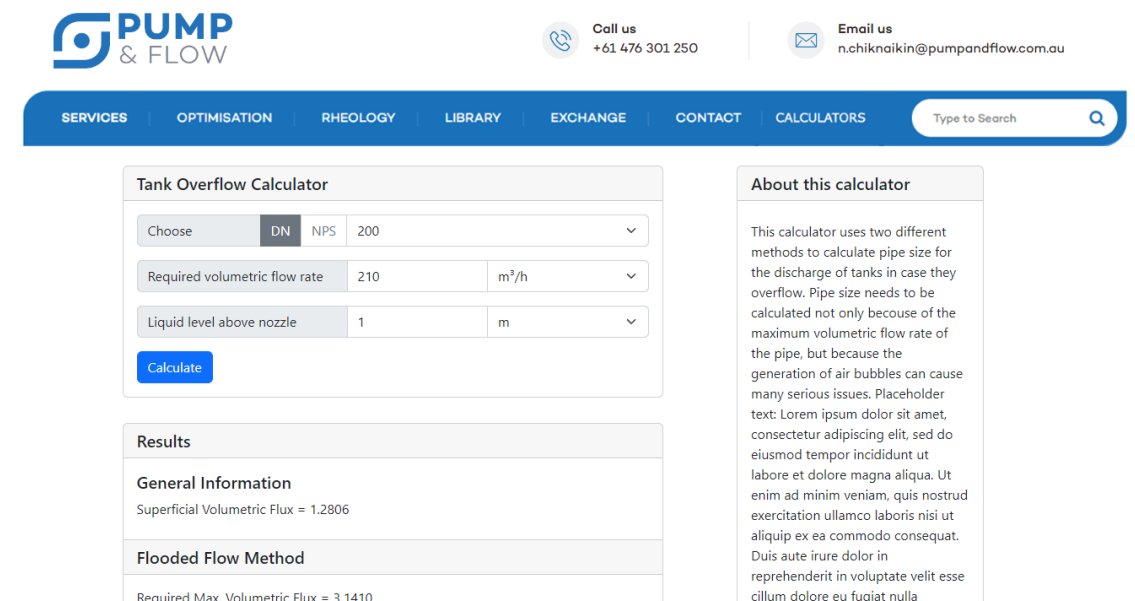 PUMP
& FLOW
Call us
+61 476 301 250
Email us
n.chiknaikin@pumpandflow.com.au
SERVICES OPTIMISATION RHEOLOGY LIBRARY EXCHANGE CONTACT CALCULATORS Type to Search
Tank Overflow Calculator
Choose DN NPS 200
Required volumetric flow rate 210 m³/h
Liquid level above nozzle 1 m
Calculate
Results
General Information
Superficial Volumetric Flux = 1.2806
Flooded Flow Method
Required Max. Volumetric Flux = 3.1410
About this calculator
This calculator uses two different
methods to calculate pipe size for
the discharge of tanks in case they
overflow. Pipe size needs to be
calculated not only becouse of the
maximum volumetric flow rate of
the pipe, but because the
generation of air bubbles can cause
many serious issues. Placeholder
text: Lorem ipsum dolor sit amet,
consectetur adipiscing elit, sed do
eiusmod tempor incididunt ut
labore et dolore magna aliqua. Ut
enim ad minim veniam, quis nostrud
exercitation ullamco laboris nisi ut
aliquip ex ea commodo consequat.
Duis aute irure dolor in
reprehenderit in voluptate velit esse
cillum dolore eu fugiat nulla